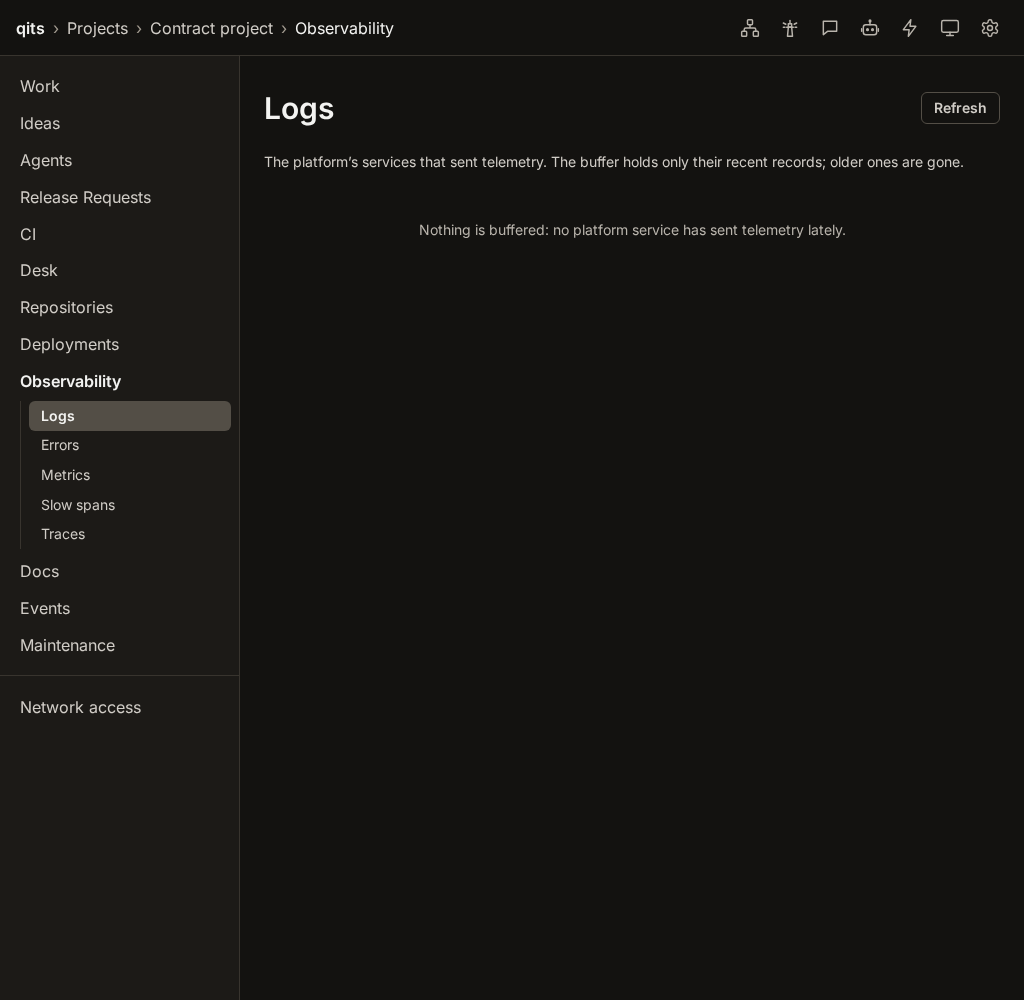 qits › Projects › Contract project › Observability
Work
Ideas
Agents
Release Requests
CI
Desk
Repositories
Deployments
Observability
Logs
Errors
Metrics
Slow spans
Traces
Docs
Events
Maintenance
Network access
Logs
Refresh
The platform’s services that sent telemetry. The buffer holds only their recent records; older ones are gone.
Nothing is buffered: no platform service has sent telemetry lately.